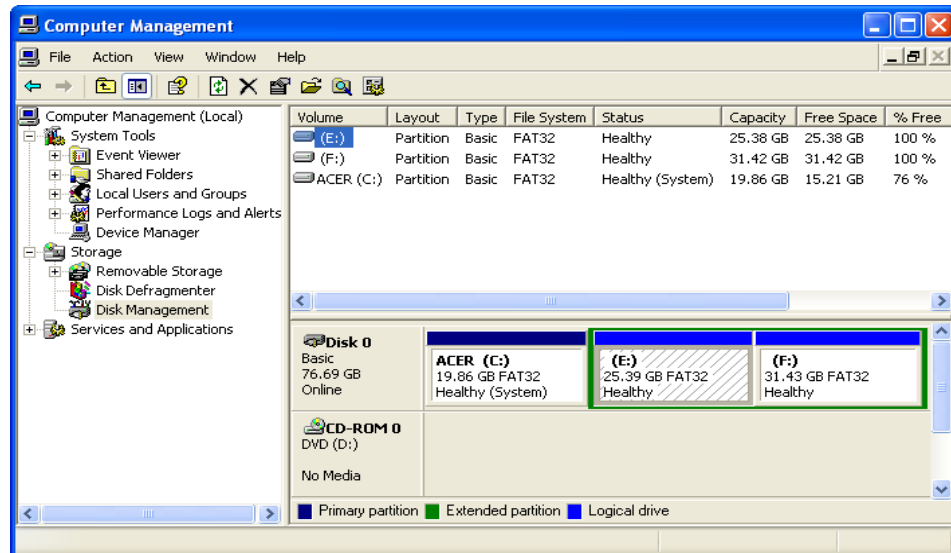 Computer Management
File Action View Window Help
Computer Management (Local)
System Tools
Event Viewer
Shared Folders
Local Users and Groups
Performance Logs and Alerts
Device Manager
Storage
Removable Storage
Disk Defragmenter
Disk Management
Services and Applications
Volume Layout Type File System Status Capacity Free Space % Free
(E:) Partition Basic FAT32 Healthy 25.38 GB 25.38 GB 100 %
(F:) Partition Basic FAT32 Healthy 31.42 GB 31.42 GB 100 %
ACER (C:) Partition Basic FAT32 Healthy (System) 19.86 GB 15.21 GB 76 %
Disk 0
Basic
76.69 GB
Online
ACER (C:)
19.86 GB FAT32
Healthy (System)
(E:)
25.39 GB FAT32
Healthy
(F:)
31.43 GB FAT32
Healthy
CD-ROM 0
DVD (D:)
No Media
Primary partition Extended partition Logical drive